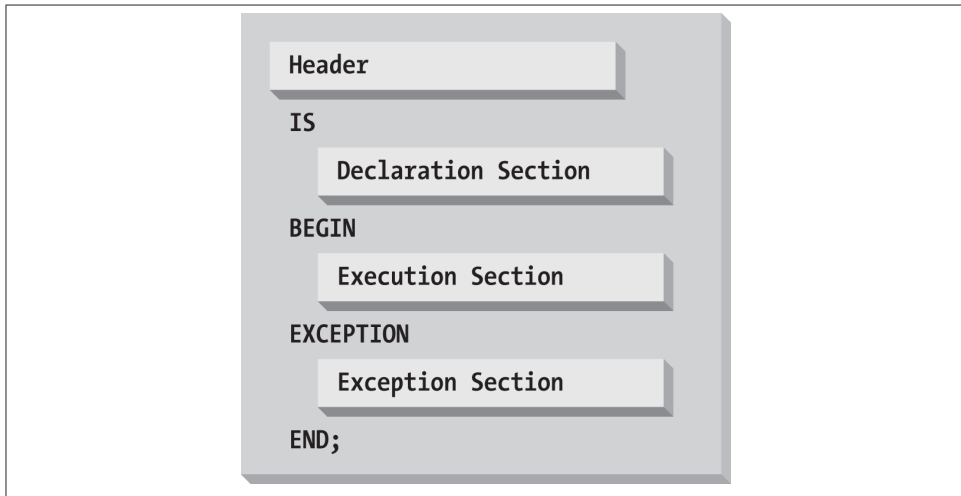 Header
IS
Declaration Section
BEGIN
Execution Section
EXCEPTION
Exception Section
END;